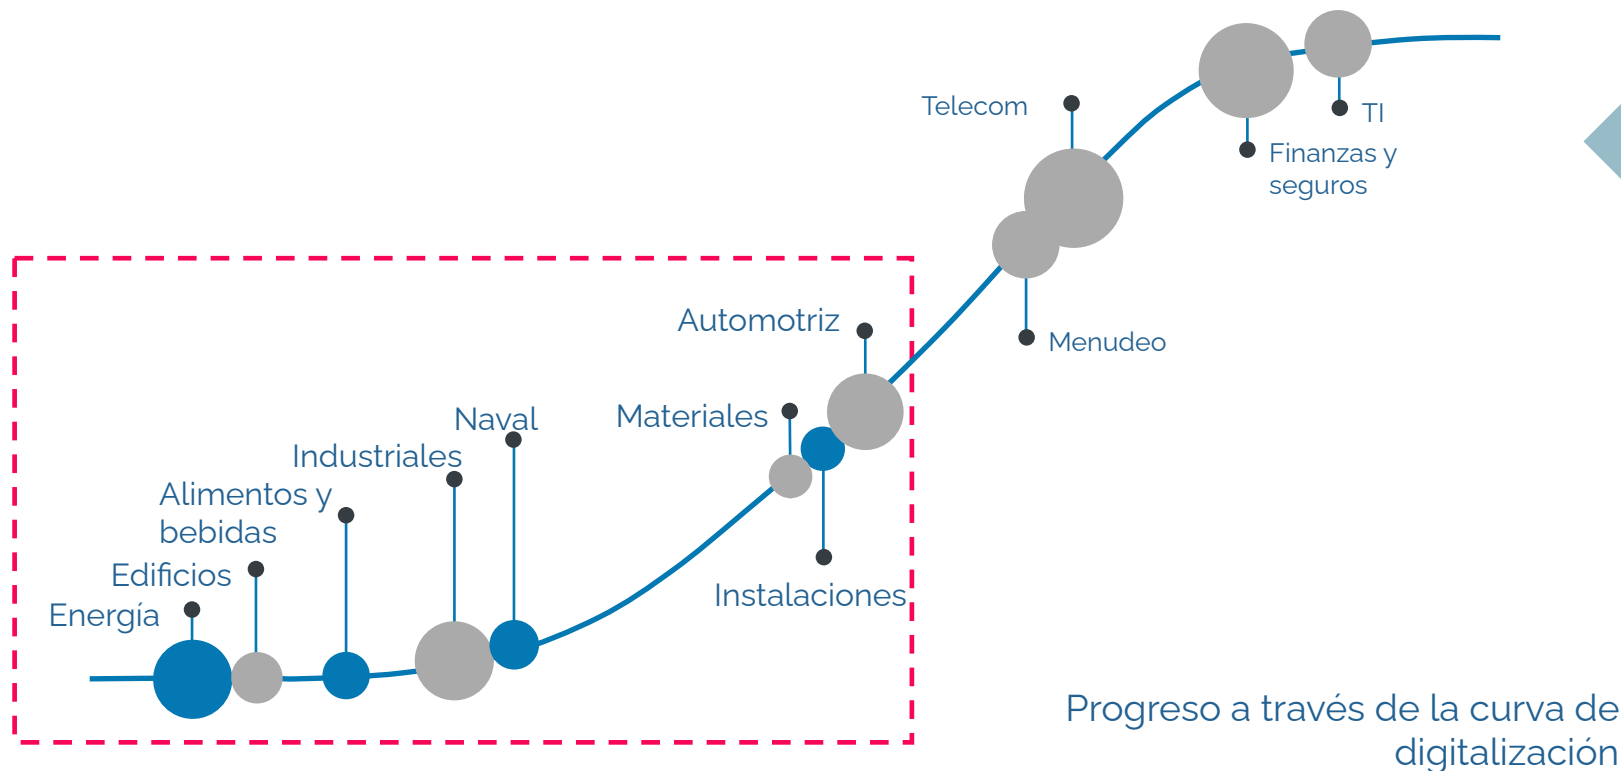 Telecom
TI
Finanzas y
seguros
Automotriz
Menudeo
Naval
Materiales
Industriales
Alimentos y
bebidas
Edificios
Instalaciones
Energía
Progreso a través de la curva de
digitalización